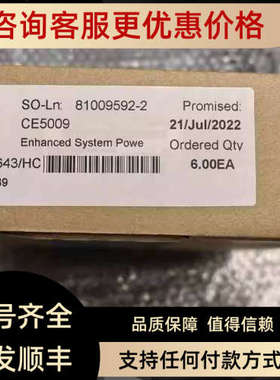 咨询客服更优惠价格
SO-Ln: 81009592-2
Promised:
CE5009
21/Jul/2022
Enhanced System Powe
Ordered Qty
643/HC
6.00EA
39
号齐全
品质保障 值得信赖
发顺丰
支持任何付款方式